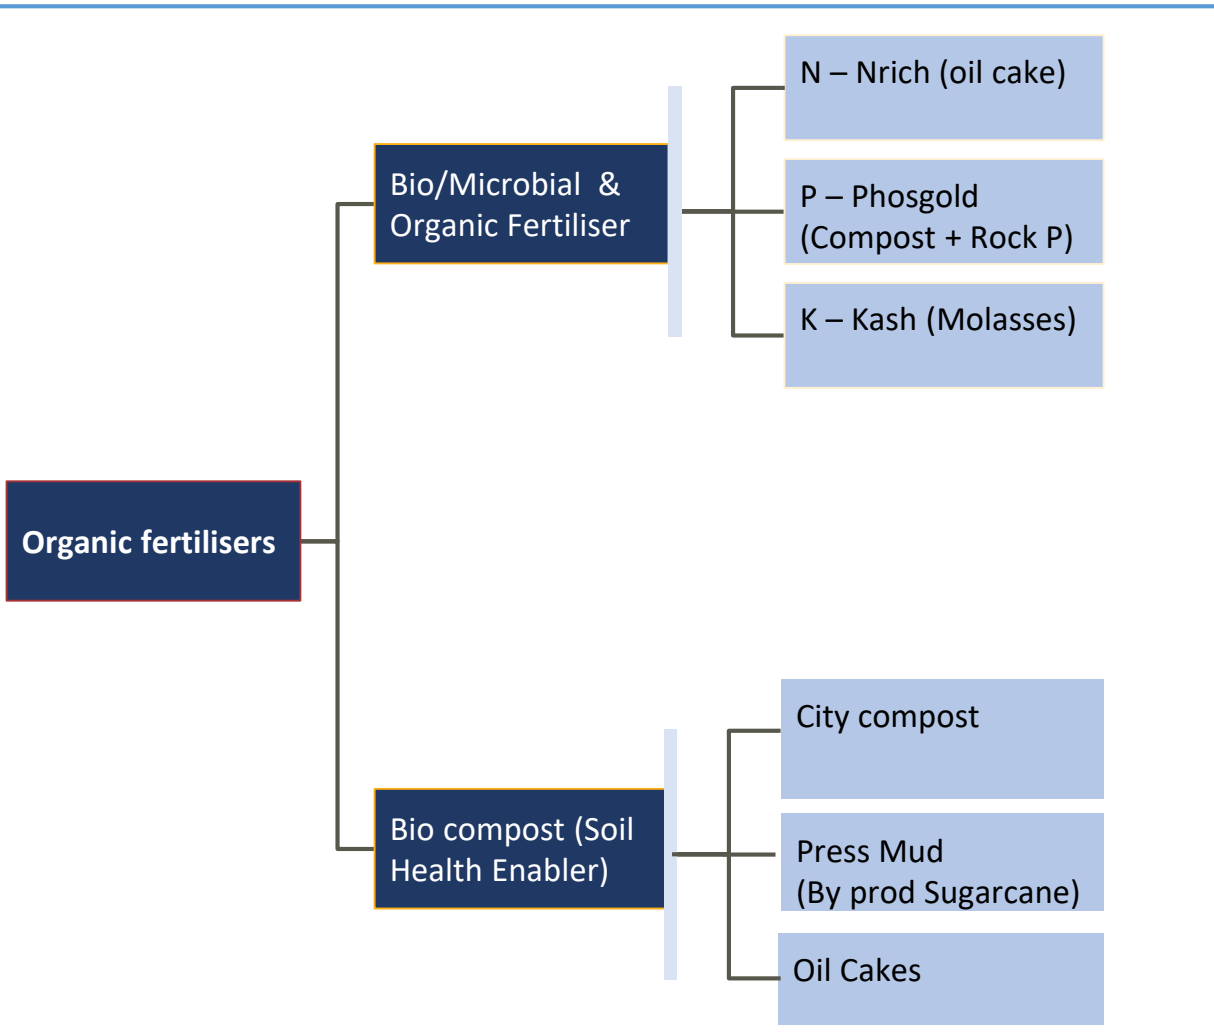 N – Nrich (oil cake)
Bio/Microbial  &
Organic Fertiliser
P – Phosgold
(Compost + Rock P)
K – Kash (Molasses)
Organic fertilisers
City compost
Bio compost (Soil
Health Enabler)
Press Mud
(By prod Sugarcane)
Oil Cakes